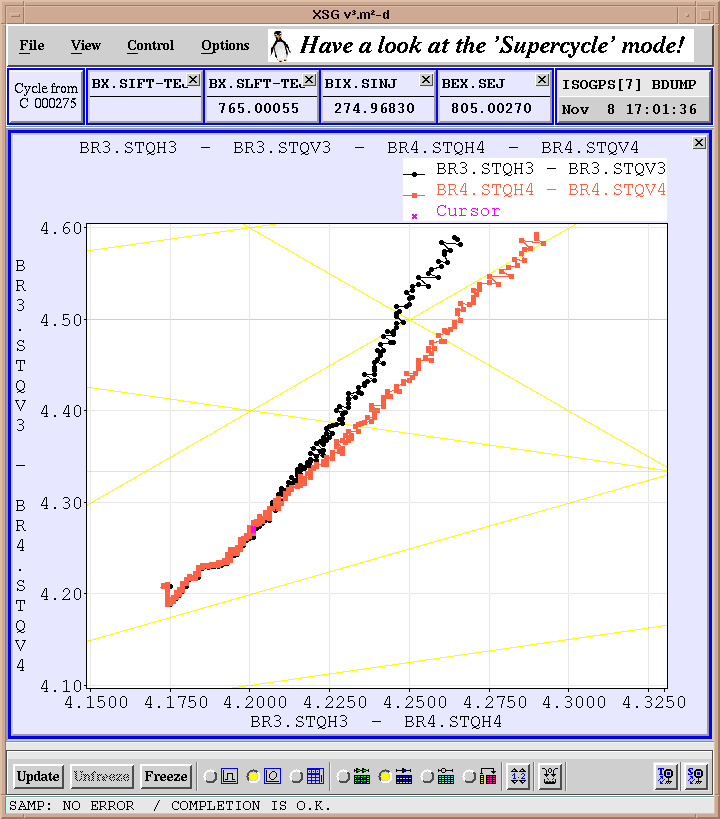 XSG v³.m²-d
File View Control Options Have a look at the 'Supercycle' mode!
Cycle from
C 000275
BX.SIFT-TE
BX.SLFT-TE
765.00055
BIX.SINJ
274.96830
BEX.SEJ
805.00270
ISOGPS[7] BDUMP
Nov 8 17:01:36
BR3.STQH3 – BR3.STQV3 – BR4.STQH4 – BR4.STQV4
BR3.STQH3 – BR3.STQV3
BR4.STQH4 – BR4.STQV4
Cursor
4.60
4.50
4.40
4.30
4.20
4.10
BR3.STQV3 – BR4.STQV4
4.1500 4.1750 4.2000 4.2250 4.2500 4.2750 4.3000 4.3250
BR3.STQH3 – BR4.STQH4
Update Unfreeze Freeze 1.2
SAMP: NO ERROR / COMPLETION IS O.K.